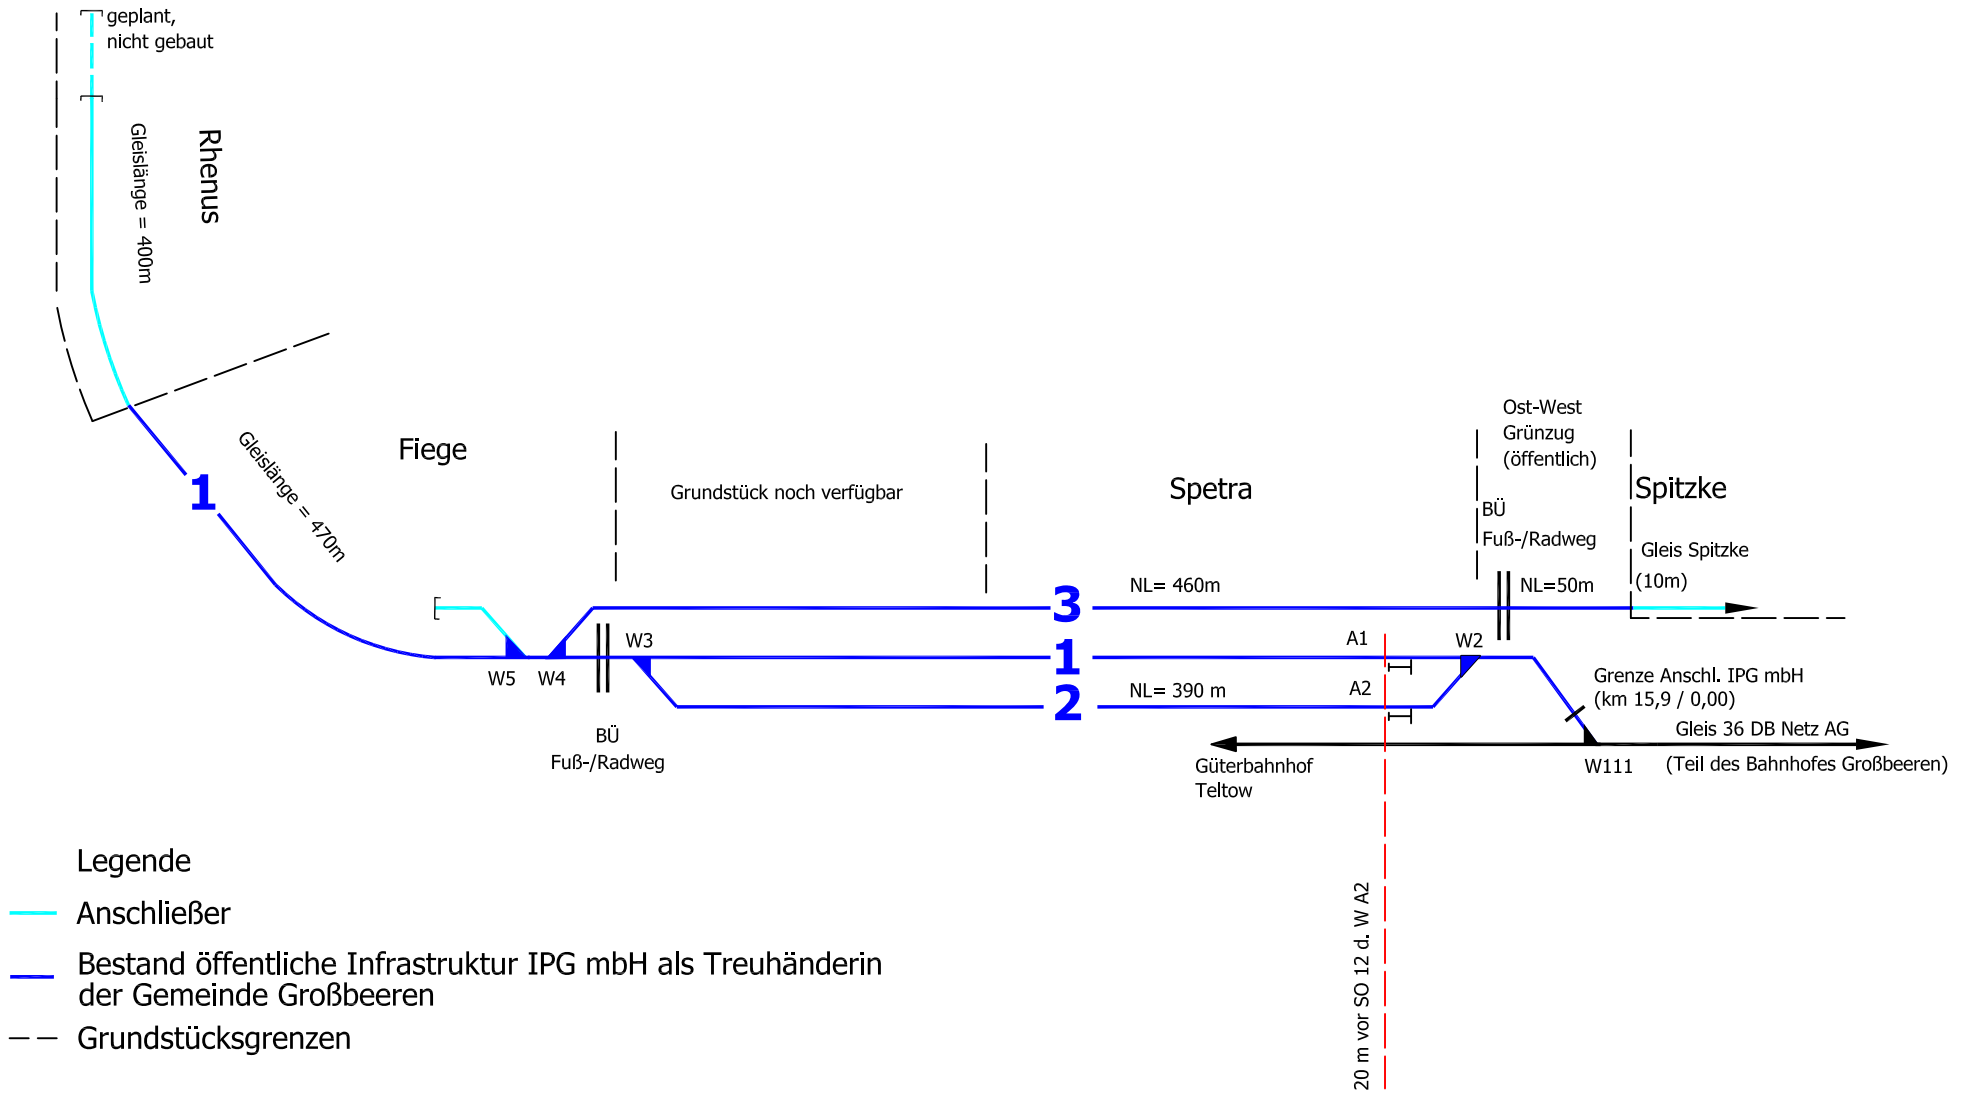 geplant,
nicht gebaut
Rhenus
Gleislänge = 400m
1
Gleislänge = 470m
Fiege
Grundstück noch verfügbar
Spetra
Ost-West
Grünzug
(öffentlich)
Spitzke
BÜ
Fuß-/Radweg
Gleis Spitzke
(10m)
NL= 460m
NL=50m
3
W5
W4
W3
1
A1
W2
BÜ
Fuß-/Radweg
2
NL= 390 m
A2
Grenze Anschl. IPG mbH
(km 15,9 / 0,00)
Gleis 36 DB Netz AG
Güterbahnhof
Teltow
W111
(Teil des Bahnhofes Großbeeren)
20 m vor SO 12 d. W A2
Legende
Anschließer
Bestand öffentliche Infrastruktur IPG mbH als Treuhänderin
der Gemeinde Großbeeren
Grundstücksgrenzen